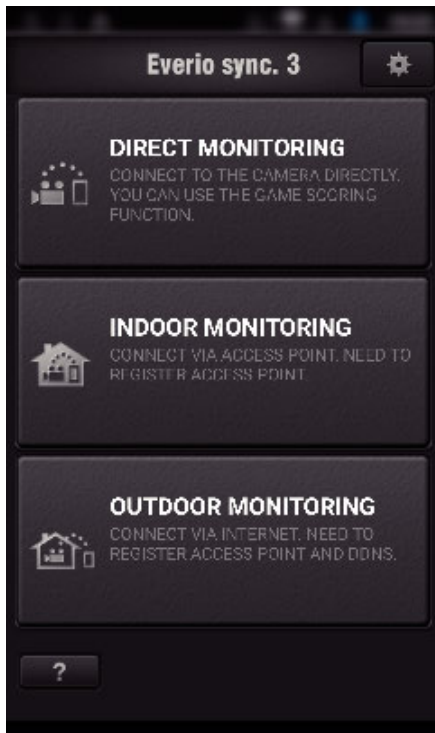 Everio sync. 3
DIRECT MONITORING
CONNECT TO THE CAMERA DIRECTLY.
YOU CAN USE THE GAME SCORING
FUNCTION.
INDOOR MONITORING
CONNECT VIA ACCESS POINT. NEED TO
REGISTER ACCESS POINT.
OUTDOOR MONITORING
CONNECT VIA INTERNET. NEED TO
REGISTER ACCESS POINT AND DDNS.
?